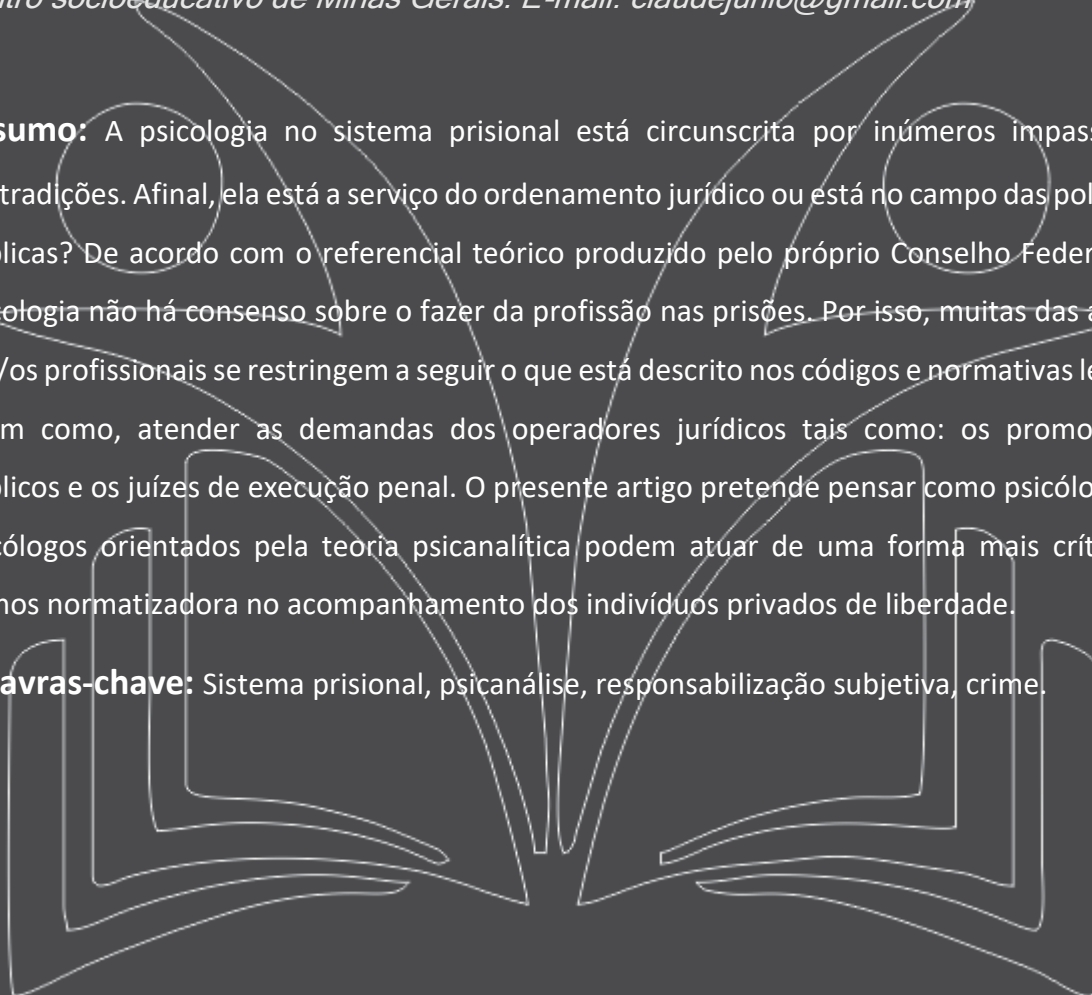 ntro socioeducativo de Minas Gerais. E-mail: claudejunio@gmail.com
sumo: A psicologia no sistema prisional está circunscrita por inúmeros impas
tradições. Afinal, ela está a serviço do ordenamento jurídico ou está no campo das pol
licas? De acordo com o referencial teórico produzido pelo próprio Conselho Feder
ologia não há consenso sobre o fazer da profissão nas prisões. Por isso, muitas das a
/os profissionais se restringem a seguir o que está descrito nos códigos e normativas le
m como, atender as demandas dos operadores jurídicos tais como: os promo
licos e os juízes de execução penal. O presente artigo pretende pensar como psicólo
cólogos orientados pela teoria psicanalítica podem atuar de uma forma mais crít
nos normatizadora no acompanhamento dos indivíduos privados de liberdade.
avras-chave: Sistema prisional, psicanálise, responsabilização subjetiva, crime.